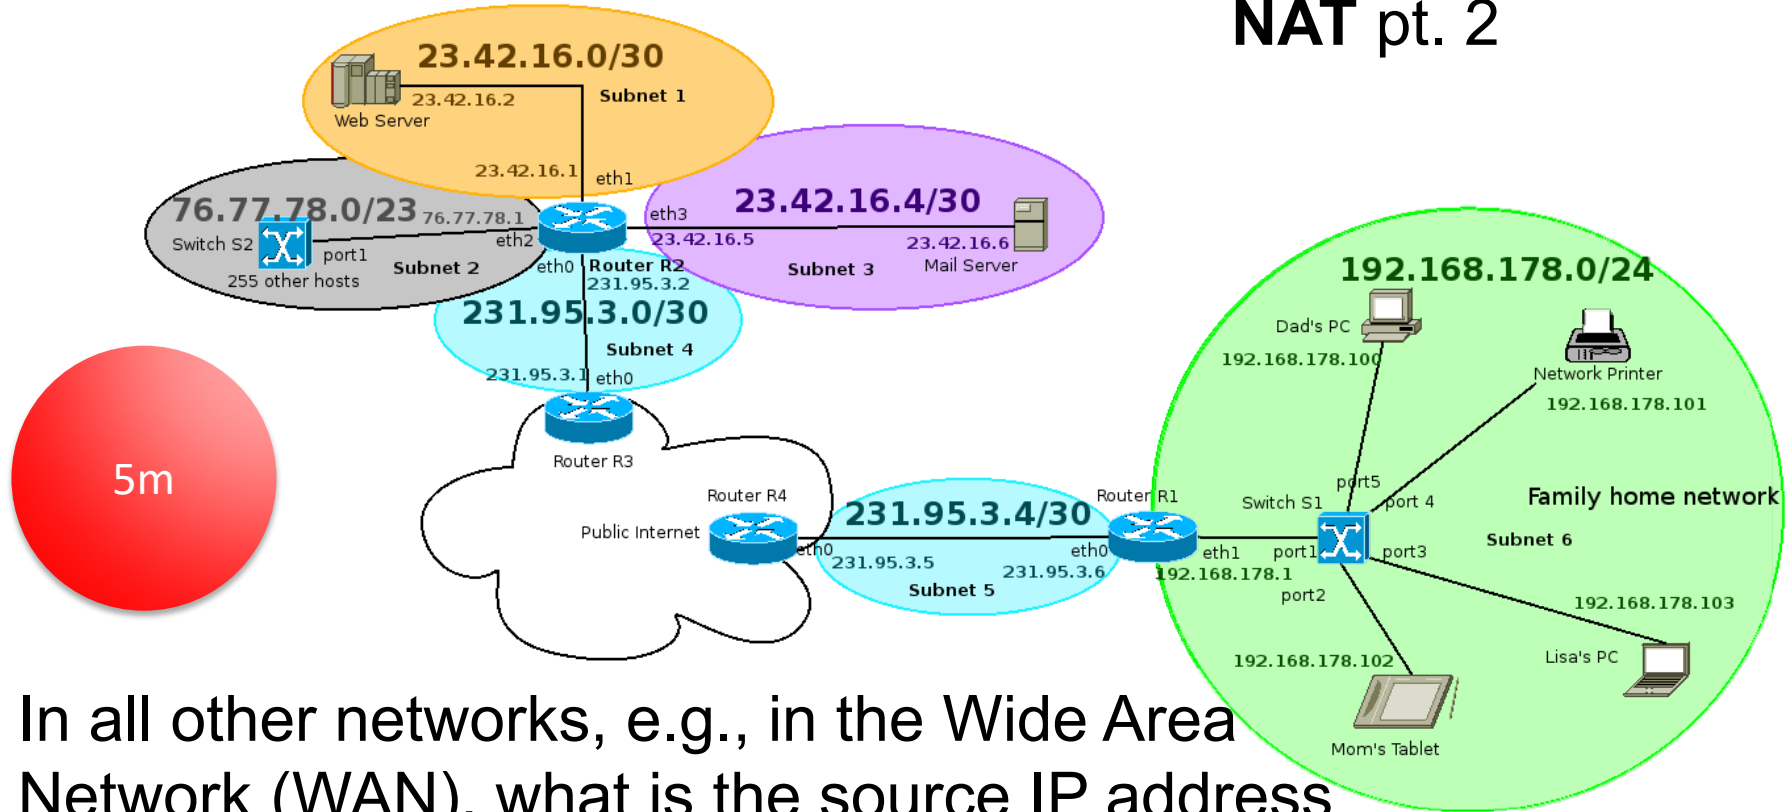 NAT pt. 2
23.42.16.0/30
23.42.16.2
Subnet 1
Web Server
23.42.16.1
eth1
76.77.78.0/23
76.77.78.1
Switch S2
port1
eth2
Subnet 2
255 other hosts
eth3
23.42.16.4/30
23.42.16.5
23.42.16.6
Subnet 3
Mail Server
eth0
Router R2
231.95.3.2
231.95.3.0/30
Subnet 4
231.95.3.1
eth0
Router R3
5m
Router R4
Public Internet
eth0
231.95.3.4/30
231.95.3.5
Subnet 5
Router R1
eth0
231.95.3.6
eth1
192.168.178.1
192.168.178.0/24
Dad's PC
192.168.178.100
Network Printer
192.168.178.101
port5
port 4
Switch S1
Family home network
port1
port3
Subnet 6
port2
192.168.178.103
Lisa's PC
192.168.178.102
Mom's Tablet
In all other networks, e.g., in the Wide Area
Network (WAN), what is the source IP address